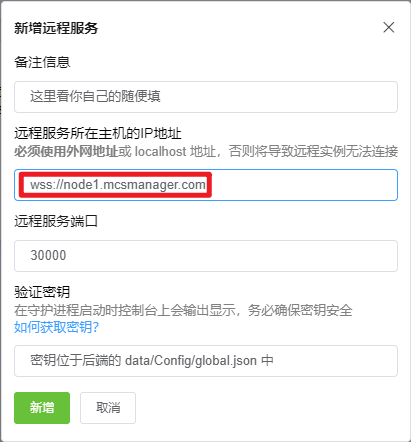 新增远程服务
备注信息
这里看你自己的随便填
远程服务所在主机的IP地址
必须使用外网地址或 localhost 地址，否则将导致远程实例无法连接
wss://node1.mcsmanager.com
远程服务端口
30000
验证密钥
在守护进程启动时控制台上会输出显示，务必确保密钥安全
如何获取密钥？
密钥位于后端的 data/Config/global.json 中
新增
取消